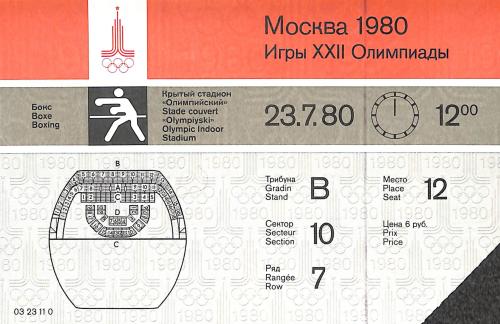 Москва 1980
Игры XXII Олимпиады
Бокс
Boxe
Boxing
Крытый стадион
«Олимпийский»
Stade couvert
«Olympiyski»
Olympic Indoor
Stadium
23.7.80
12⁰⁰
B
A
D
C
C
Трибуна
Gradin
Stand
B
Место
Place
Seat
12
Сектор
Secteur
Section
10
Цена 6 руб.
Prix
Price
Ряд
Rangée
Row
7
03 23 11 0